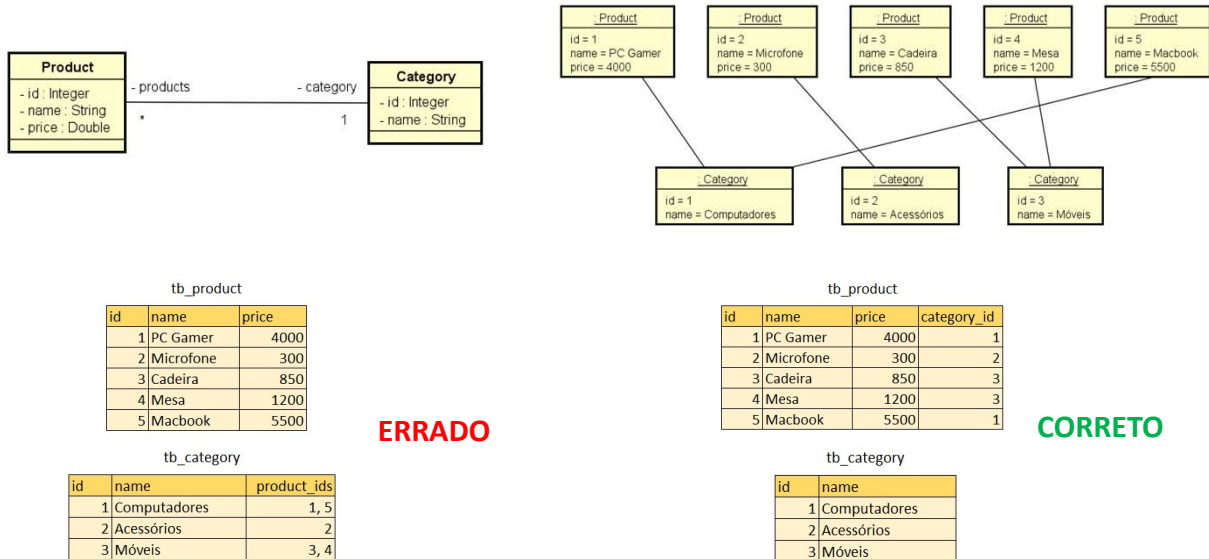 Product
- id : Integer
- name : String
- price : Double
- products
*
- category
1
Category
- id : Integer
- name : String
: Product
id = 1
name = PC Gamer
price = 4000
: Product
id = 2
name = Microfone
price = 300
: Product
id = 3
name = Cadeira
price = 850
: Product
id = 4
name = Mesa
price = 1200
: Product
id = 5
name = Macbook
price = 5500
: Category
id = 1
name = Computadores
: Category
id = 2
name = Acessórios
: Category
id = 3
name = Móveis
tb_product
id name price
1 PC Gamer 4000
2 Microfone 300
3 Cadeira 850
4 Mesa 1200
5 Macbook 5500
ERRADO
tb_category
id name product_ids
1 Computadores 1, 5
2 Acessórios 2
3 Móveis 3, 4
tb_product
id name price category_id
1 PC Gamer 4000 1
2 Microfone 300 2
3 Cadeira 850 3
4 Mesa 1200 3
5 Macbook 5500 1
CORRETO
tb_category
id name
1 Computadores
2 Acessórios
3 Móveis